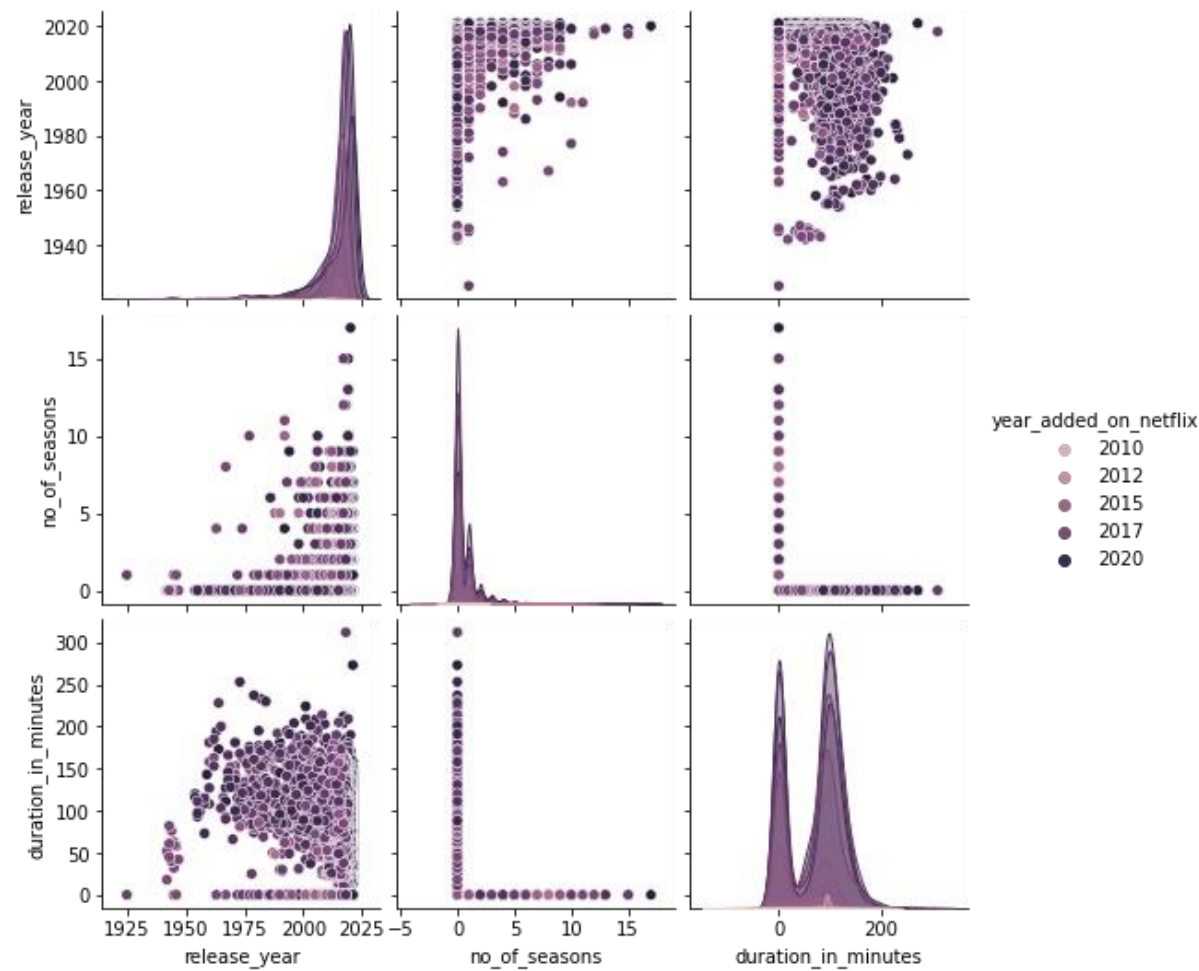 2020
2000
1980
1960
1940
release_year
15
10
5
0
no_of_seasons
year_added_on_netflix
2010
2012
2015
2017
2020
300
250
200
150
100
50
0
duration_in_minutes
1925 1950 1975 2000 2025
-5 0 5 10 15
0 200
release_year
no_of_seasons
duration_in_minutes